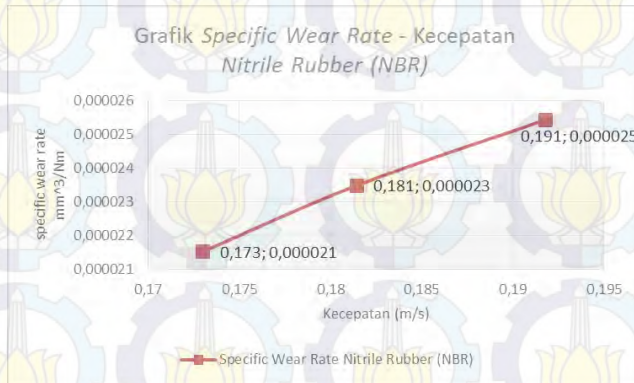 Grafik Specific Wear Rate - Kecepatan
Nitrile Rubber (NBR)
specific wear rate
mm^3/Nm
0,000026
0,000025
0,000024
0,000023
0,000022
0,000021
0,191; 0,000025
0,181; 0,000023
0,173; 0,000021
0,17 0,175 0,18 0,185 0,19 0,195
Kecepatan (m/s)
Specific Wear Rate Nitrile Rubber (NBR)